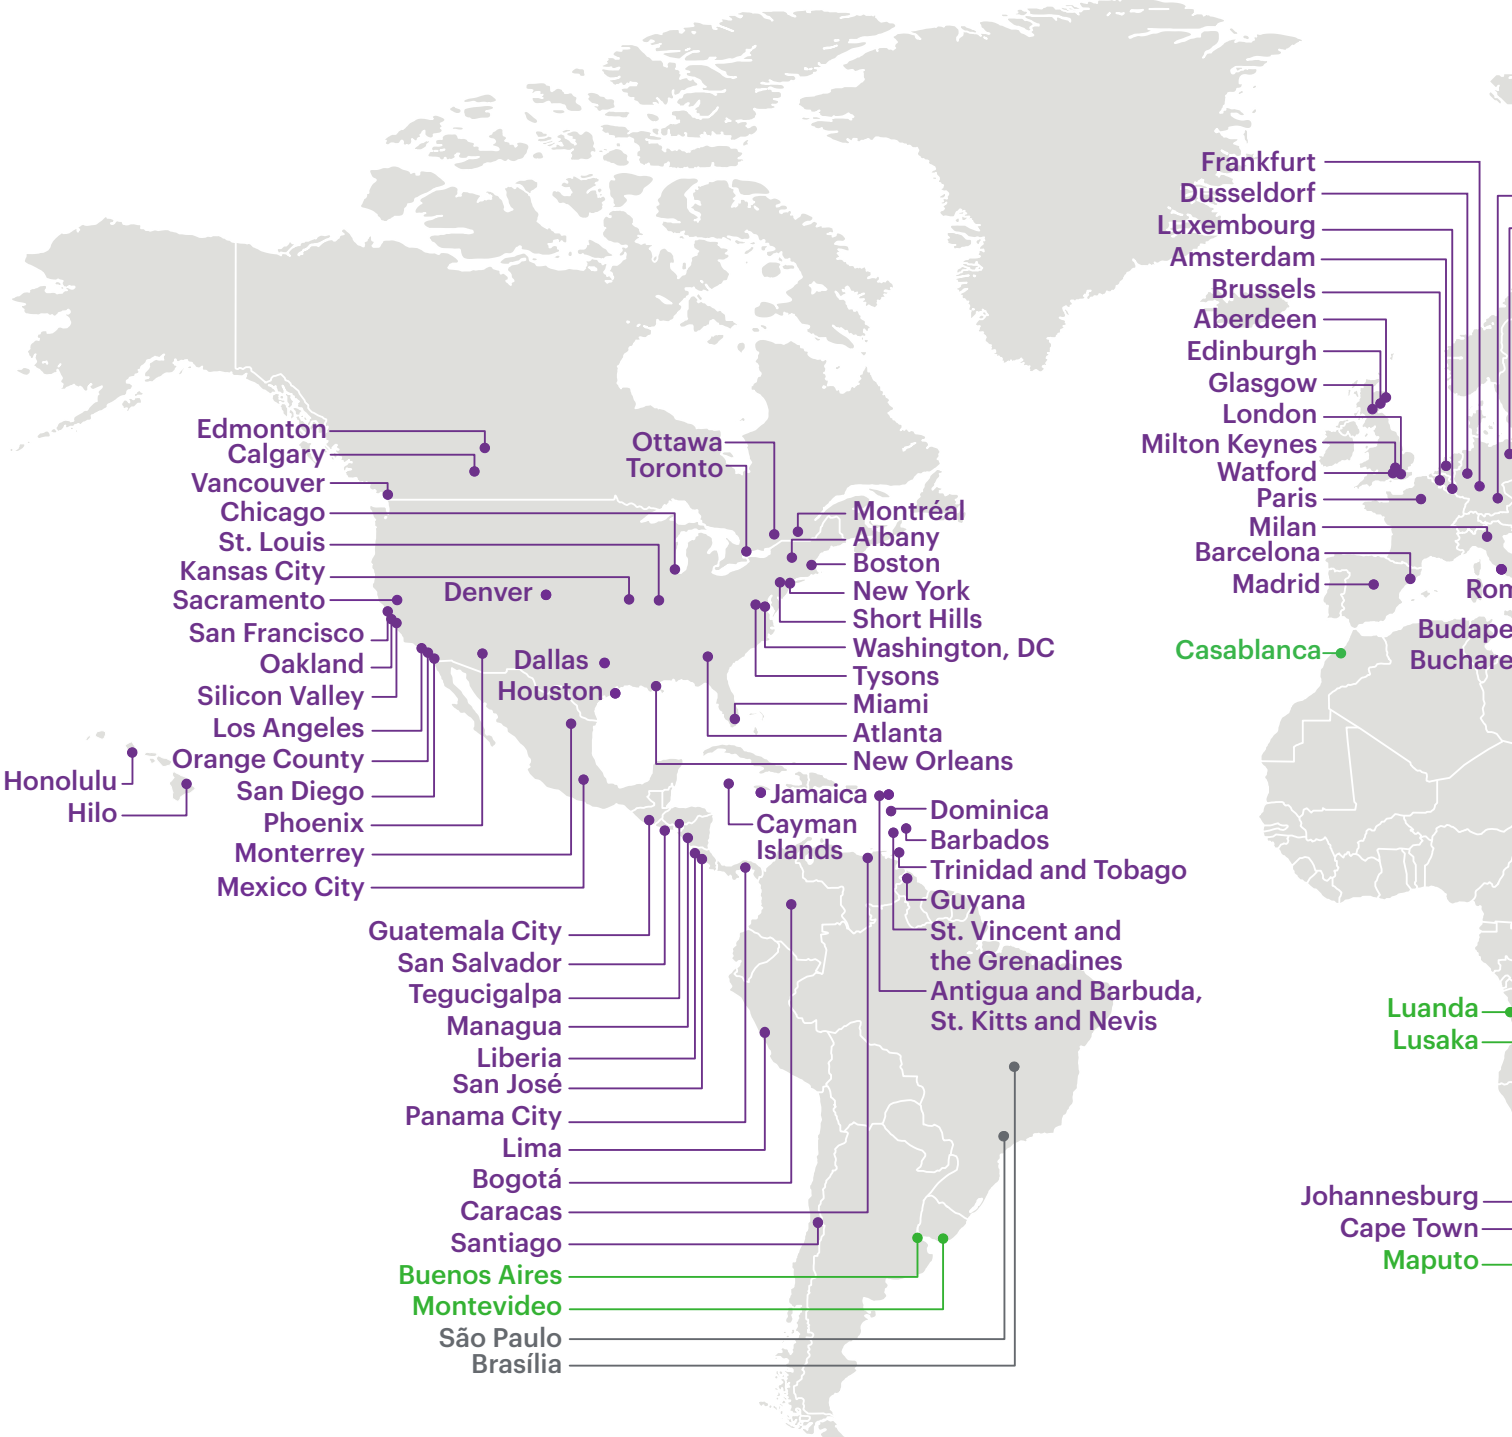 Frankfurt
Dusseldorf
Luxembourg
Amsterdam
Brussels
Aberdeen
Edinburgh
Glasgow
London
Milton Keynes
Watford
Paris
Milan
Barcelona
Madrid
Rom
Budape
Buchare
Casablanca
Edmonton
Calgary
Vancouver
Chicago
St. Louis
Kansas City
Sacramento
San Francisco
Oakland
Silicon Valley
Los Angeles
Orange County
San Diego
Phoenix
Monterrey
Mexico City
Honolulu
Hilo
Denver
Dallas
Houston
Ottawa
Toronto
Montréal
Albany
Boston
New York
Short Hills
Washington, DC
Tysons
Miami
Atlanta
New Orleans
Jamaica
Cayman
Islands
Dominica
Barbados
Trinidad and Tobago
Guyana
St. Vincent and
the Grenadines
Antigua and Barbuda,
St. Kitts and Nevis
Guatemala City
San Salvador
Tegucigalpa
Managua
Liberia
San José
Panama City
Lima
Bogotá
Caracas
Santiago
Buenos Aires
Montevideo
São Paulo
Brasília
Luanda
Lusaka
Johannesburg
Cape Town
Maputo